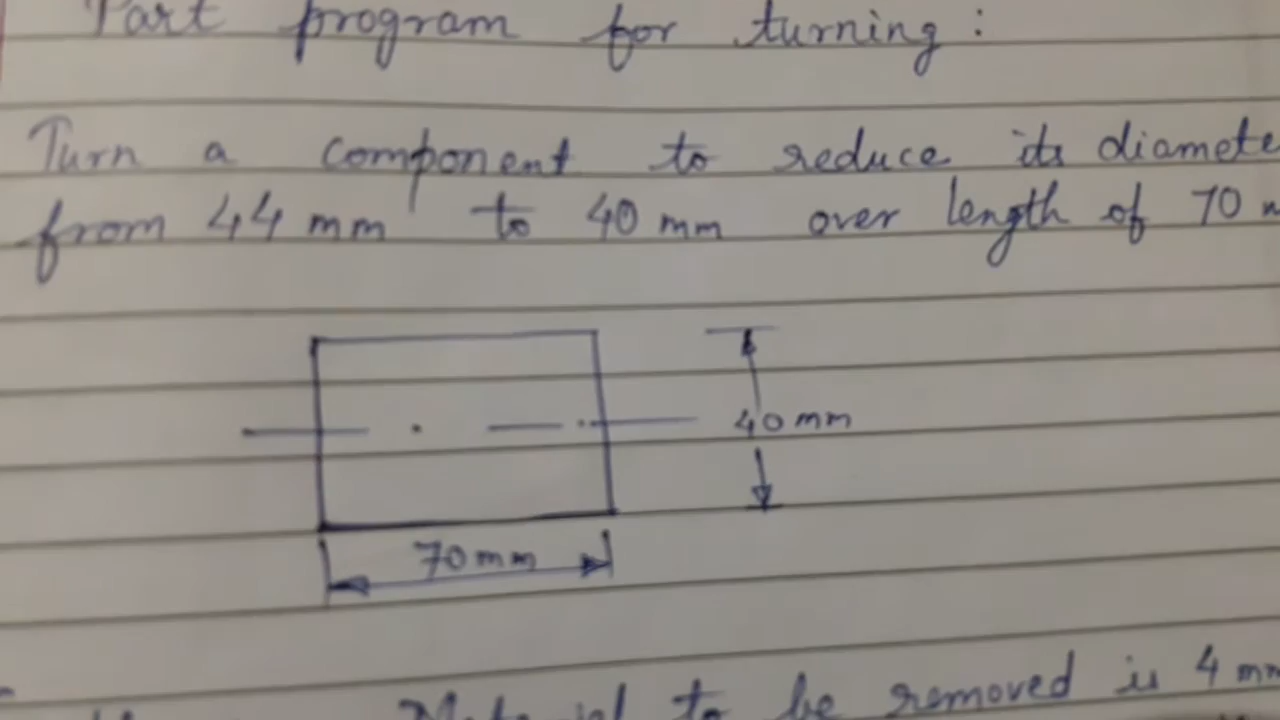 Part program for turning :
Turn a component to reduce its diamete
from 44 mm to 40 mm over length of 70
40 mm
70 mm
to be removed is 4 mm